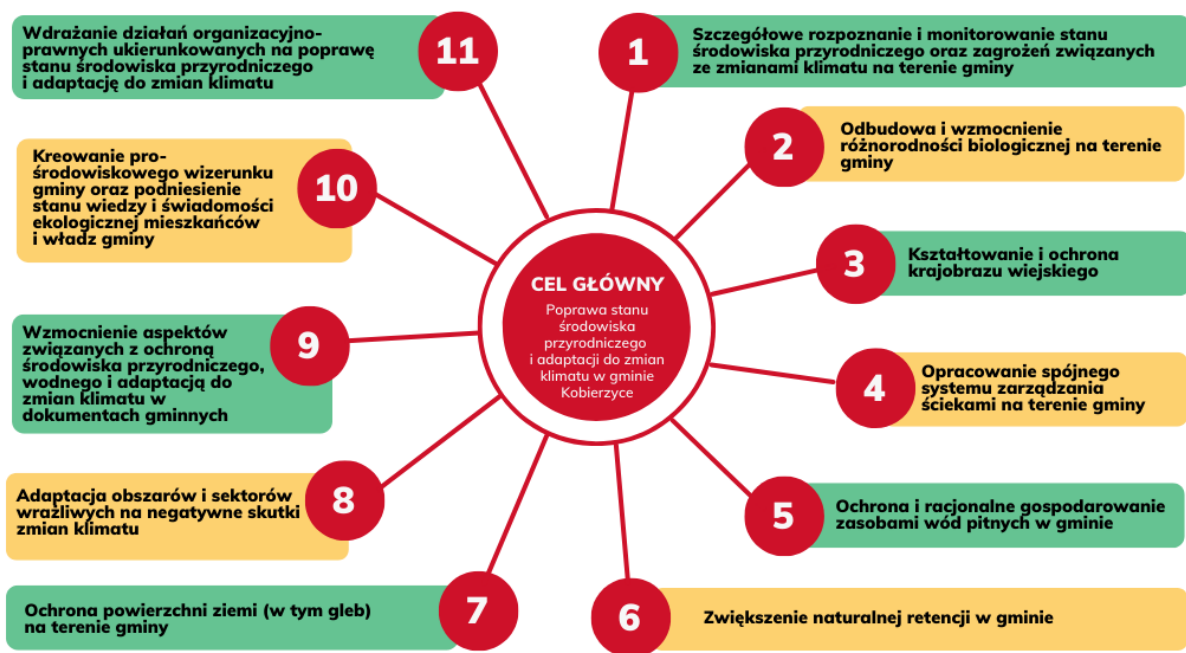 CEL GŁÓWNY
Poprawa stanu
środowiska
przyrodniczego
i adaptacji do zmian
klimatu w gminie
Kobierzyce
1
Szczegółowe rozpoznanie i monitorowanie stanu
środowiska przyrodniczego oraz zagrożeń związanych
ze zmianami klimatu na terenie gminy
2
Odbudowa i wzmocnienie
różnorodności biologicznej na terenie
gminy
3
Kształtowanie i ochrona
krajobrazu wiejskiego
4
Opracowanie spójnego
systemu zarządzania
ściekami na terenie gminy
5
Ochrona i racjonalne gospodarowanie
zasobami wód pitnych w gminie
6
Zwiększenie naturalnej retencji w gminie
7
Ochrona powierzchni ziemi (w tym gleb)
na terenie gminy
8
Adaptacja obszarów i sektorów
wrażliwych na negatywne skutki
zmian klimatu
9
Wzmocnienie aspektów
związanych z ochroną
środowiska przyrodniczego,
wodnego i adaptacją do
zmian klimatu w
dokumentach gminnych
10
Kreowanie pro-
środowiskowego wizerunku
gminy oraz podniesienie
stanu wiedzy i świadomości
ekologicznej mieszkańców
i władz gminy
11
Wdrażanie działań organizacyjno-
prawnych ukierunkowanych na poprawę
stanu środowiska przyrodniczego
i adaptację do zmian klimatu